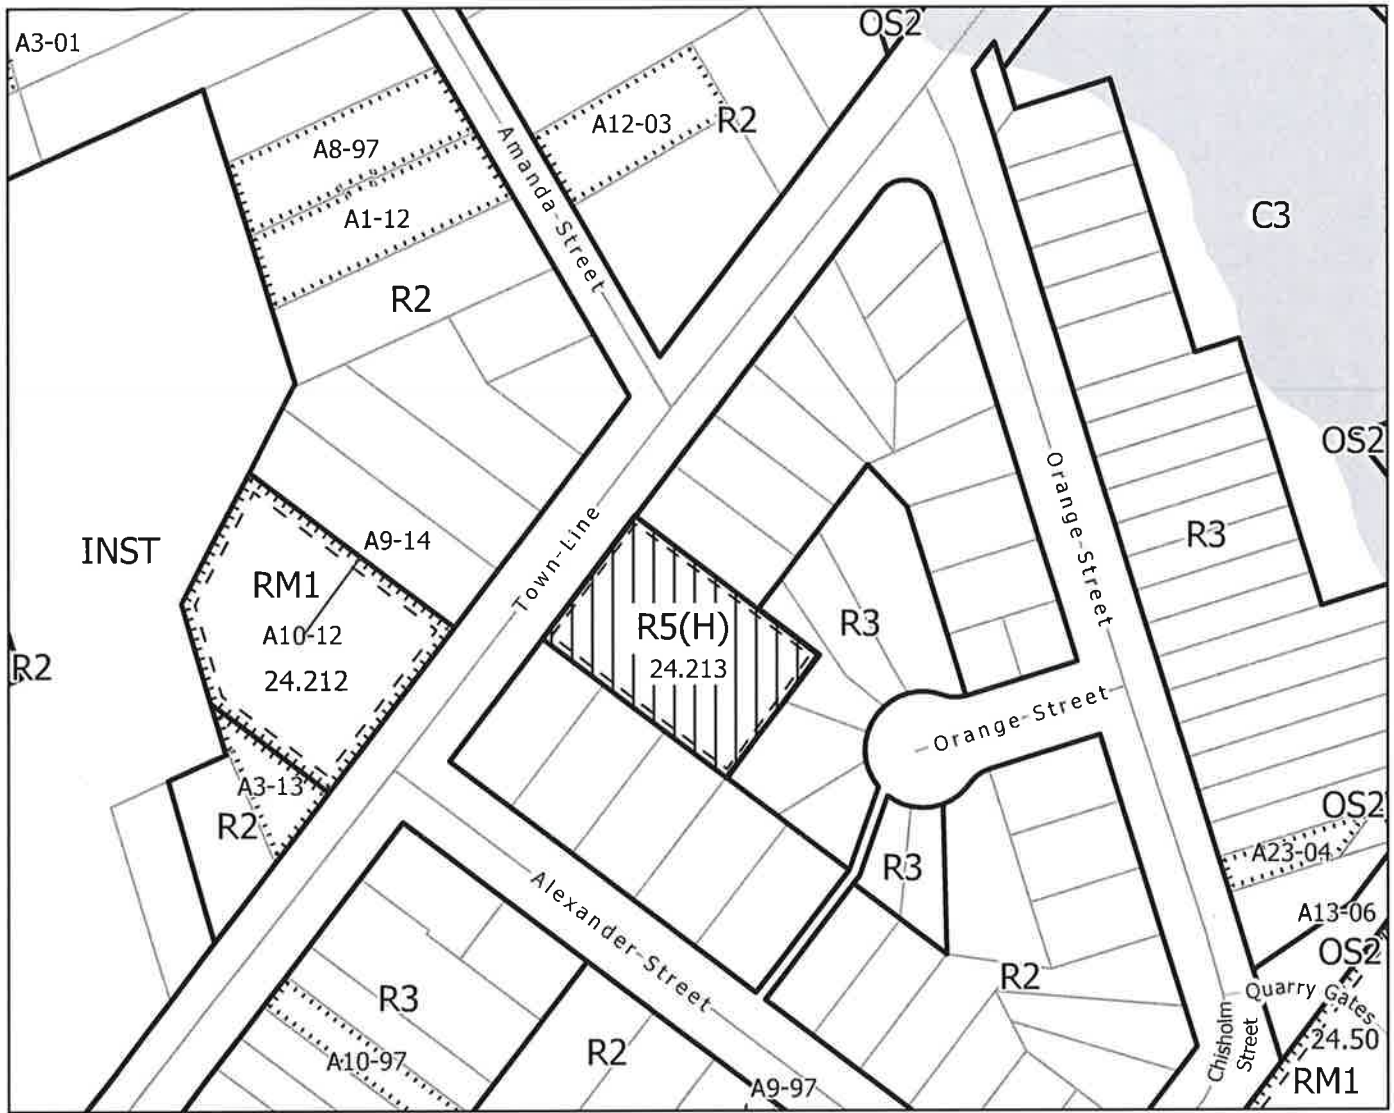 OS2
A3-01
A12-03
R2
A8-97
Amanda-Street
A1-12
C3
R2
OS2
Orange-Street
Town-Line
R3
A9-14
INST
RM1
A10-12
24.212
R5(H)
24.213
R3
R2
Orange-Street
A3-13
R2
OS2
A23-04
R3
Alexander-Street
A13-06
OS2
R2
Quarry Gates
R3
Chisholm
Street
24.50
R2
A10-97
A9-97
RM1